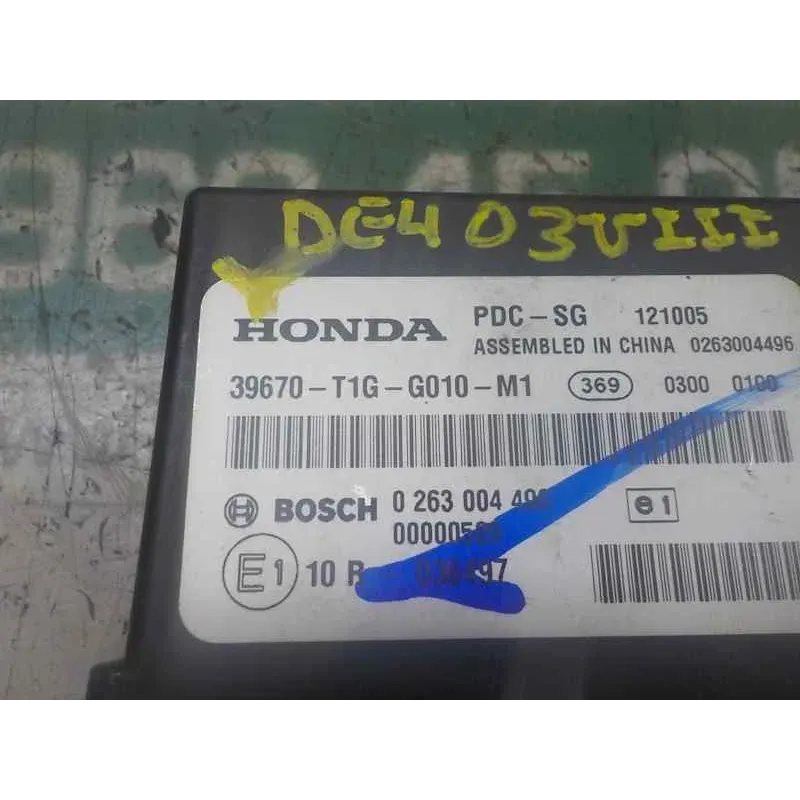 DC4 03VIII
HONDA PDC-SG 121005
ASSEMBLED IN CHINA 0263004496
39670-T1G-G010-M1 369 0300 0100
BOSCH 0 263 004 496 e1
E1 10 R